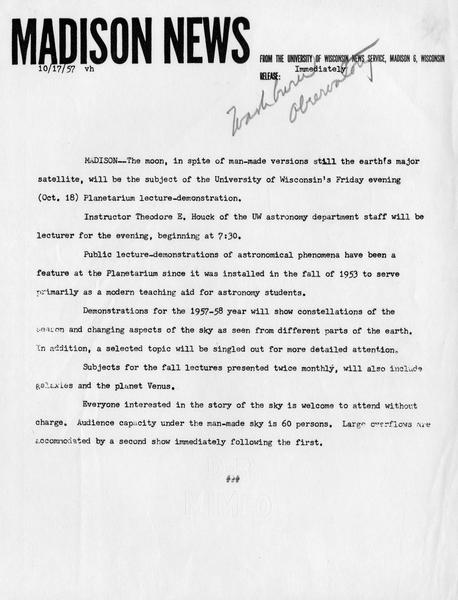 MADISON NEWS
FROM THE UNIVERSITY OF WISCONSIN NEWS SERVICE, MADISON 6, WISCONSIN
10/17/57 vh
RELEASE: Immediately
Washburn
Observatory
MADISON--The moon, in spite of man-made versions still the earth's major
satellite, will be the subject of the University of Wisconsin's Friday evening
(Oct. 18) Planetarium lecture-demonstration.
Instructor Theodore E. Houck of the UW astronomy department staff will be
lecturer for the evening, beginning at 7:30.
Public lecture-demonstrations of astronomical phenomena have been a
feature at the Planetarium since it was installed in the fall of 1953 to serve
primarily as a modern teaching aid for astronomy students.
Demonstrations for the 1957-58 year will show constellations of the
season and changing aspects of the sky as seen from different parts of the earth.
In addition, a selected topic will be singled out for more detailed attention.
Subjects for the fall lectures presented twice monthly, will also include
galaxies and the planet Venus.
Everyone interested in the story of the sky is welcome to attend without
charge. Audience capacity under the man-made sky is 60 persons. Large overflows are
accommodated by a second show immediately following the first.
###